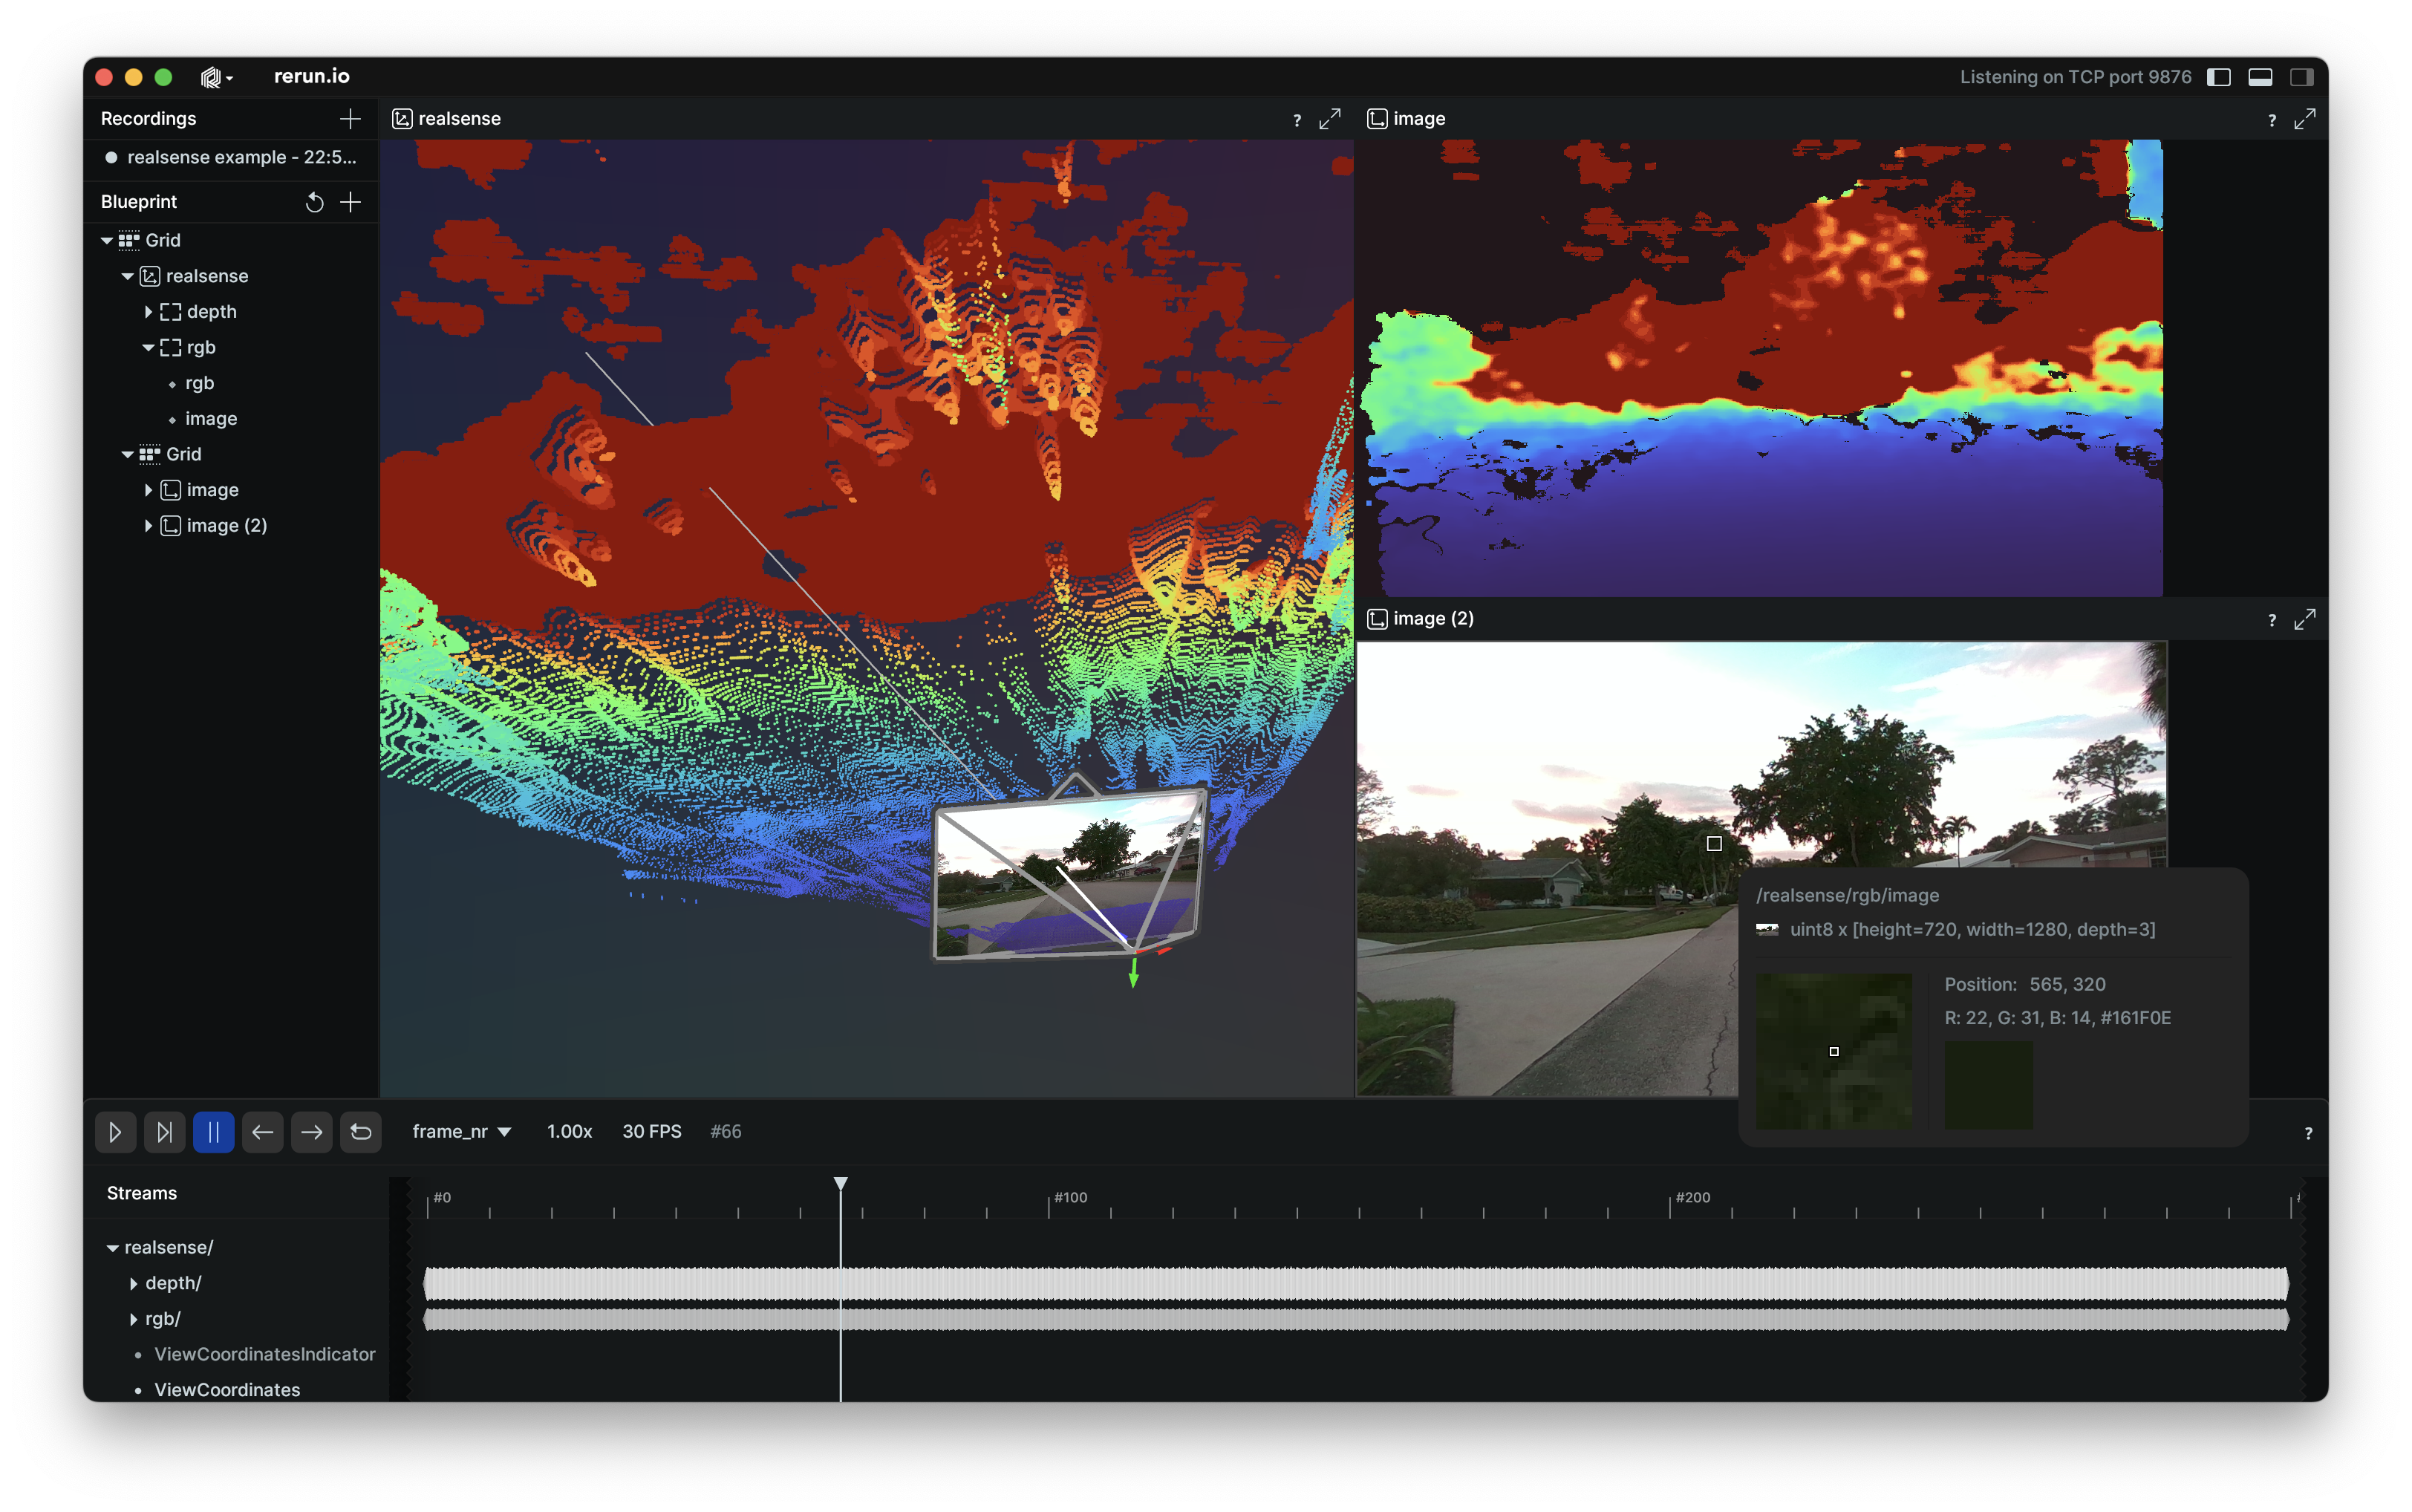 rerun.io
Listening on TCP port 9876
Recordings
realsense example - 22:5...
Blueprint
Grid
realsense
depth
rgb
rgb
image
Grid
image
image (2)
realsense
?
image
?
image (2)
?
/realsense/rgb/image
uint8 x [height=720, width=1280, depth=3]
Position: 565, 320
R: 22, G: 31, B: 14, #161F0E
frame_nr 1.00x 30 FPS #66
?
Streams
#0 #100 #200
realsense/
depth/
rgb/
ViewCoordinatesIndicator
ViewCoordinates